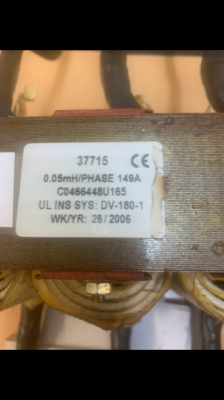 37715 CE
0.05mH/PHASE 149A
C0466448U165
UL INS SYS: DV-180-1
WK/YR: 26 / 2006